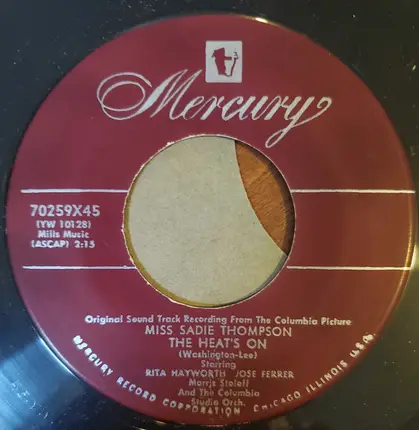 Mercury
70259X45
(YW 10128)
Mills Music
(ASCAP) 2:15
Original Sound Track Recording From The Columbia Picture
MISS SADIE THOMPSON
THE HEAT'S ON
(Washington-Lee)
Starring
RITA HAYWORTH JOSE FERRER
Morris Stoloff
And The Columbia
Studio Orch.
MERCURY RECORD CORPORATION CHICAGO ILLINOIS U.S.A.